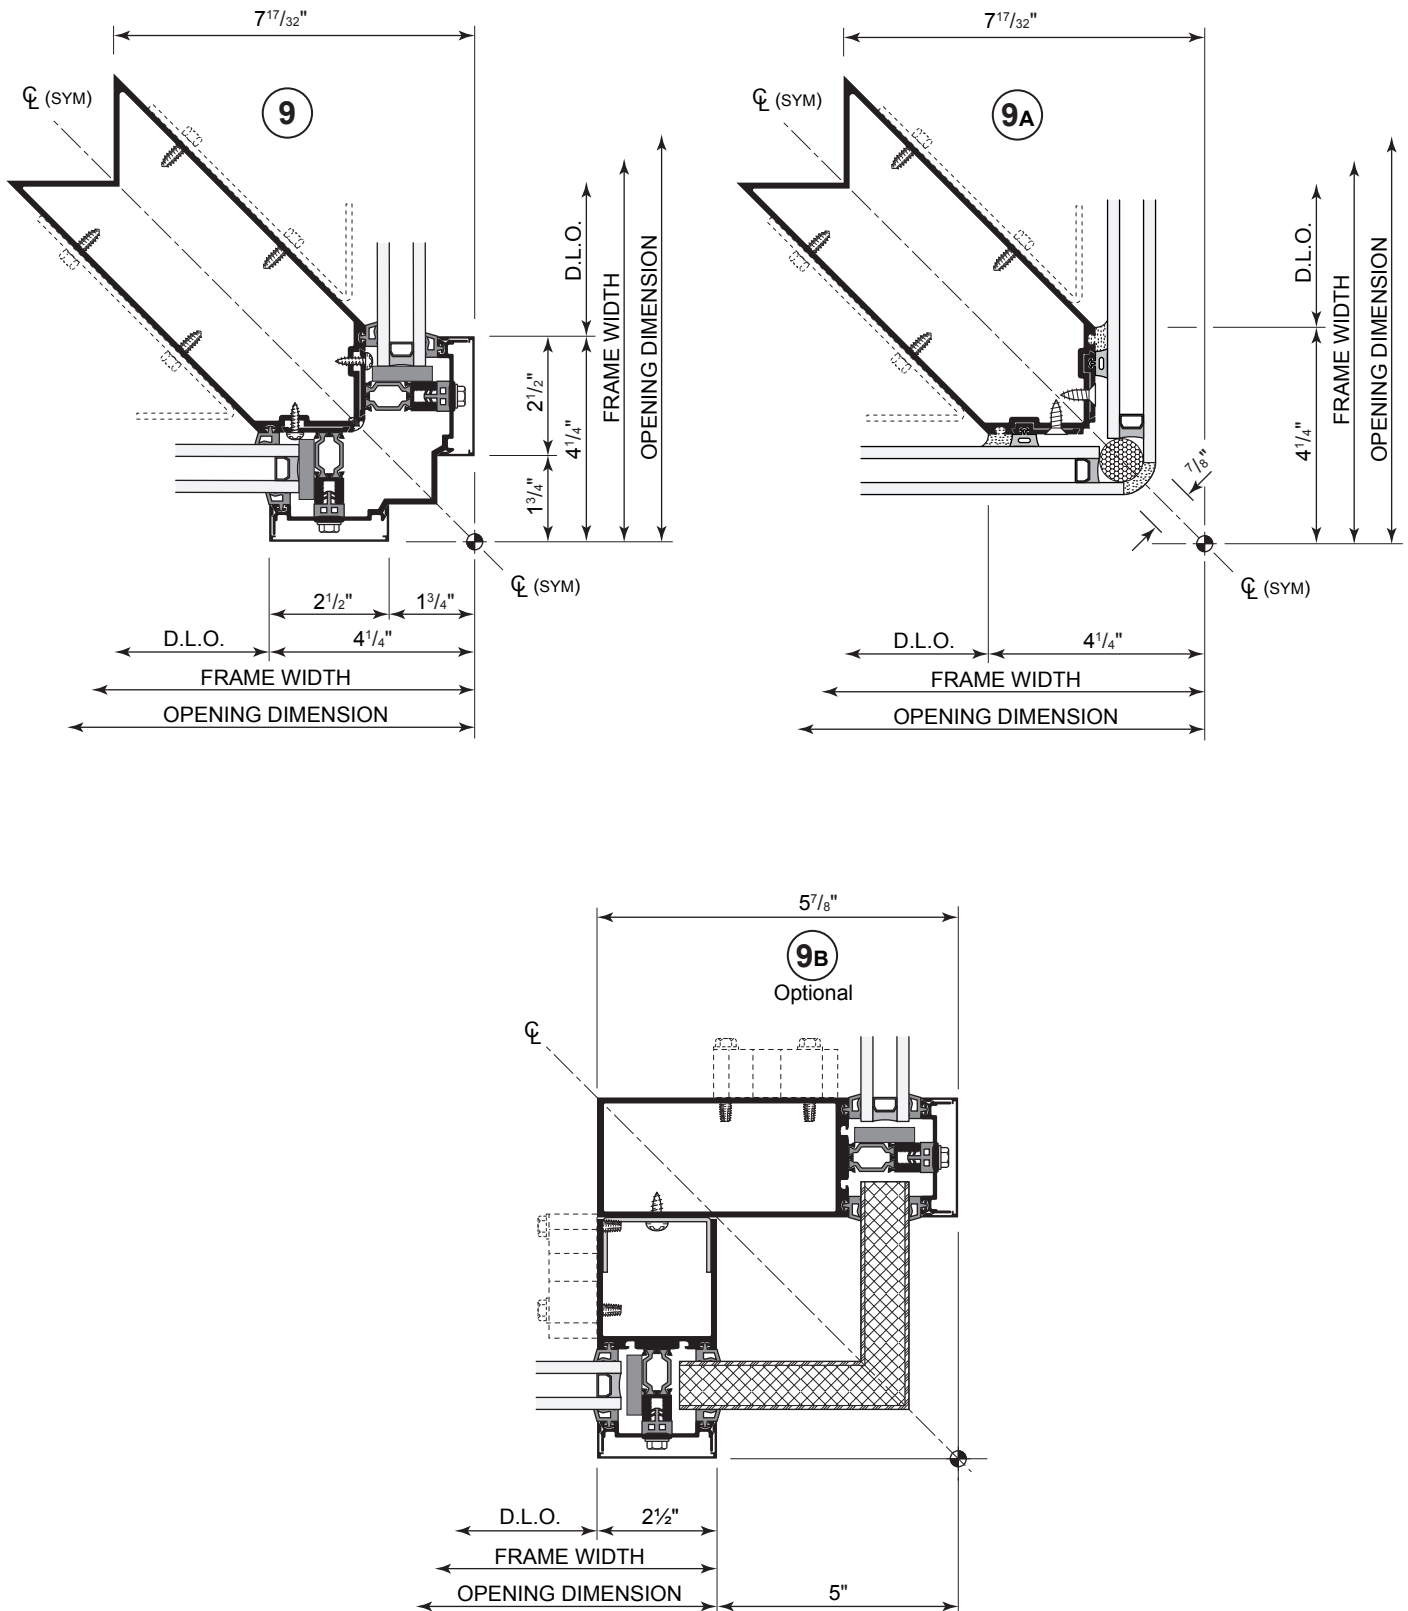 7 17/32"
℄ (SYM)
9
D.L.O.
FRAME WIDTH
OPENING DIMENSION
2 1/2"
4 1/4"
1 3/4"
℄ (SYM)
2 1/2"
1 3/4"
D.L.O.
4 1/4"
FRAME WIDTH
OPENING DIMENSION
7 17/32"
℄ (SYM)
9A
D.L.O.
FRAME WIDTH
OPENING DIMENSION
4 1/4"
7/8"
℄ (SYM)
D.L.O.
4 1/4"
FRAME WIDTH
OPENING DIMENSION
5 7/8"
9B
Optional
℄
D.L.O.
2½"
FRAME WIDTH
OPENING DIMENSION
5"